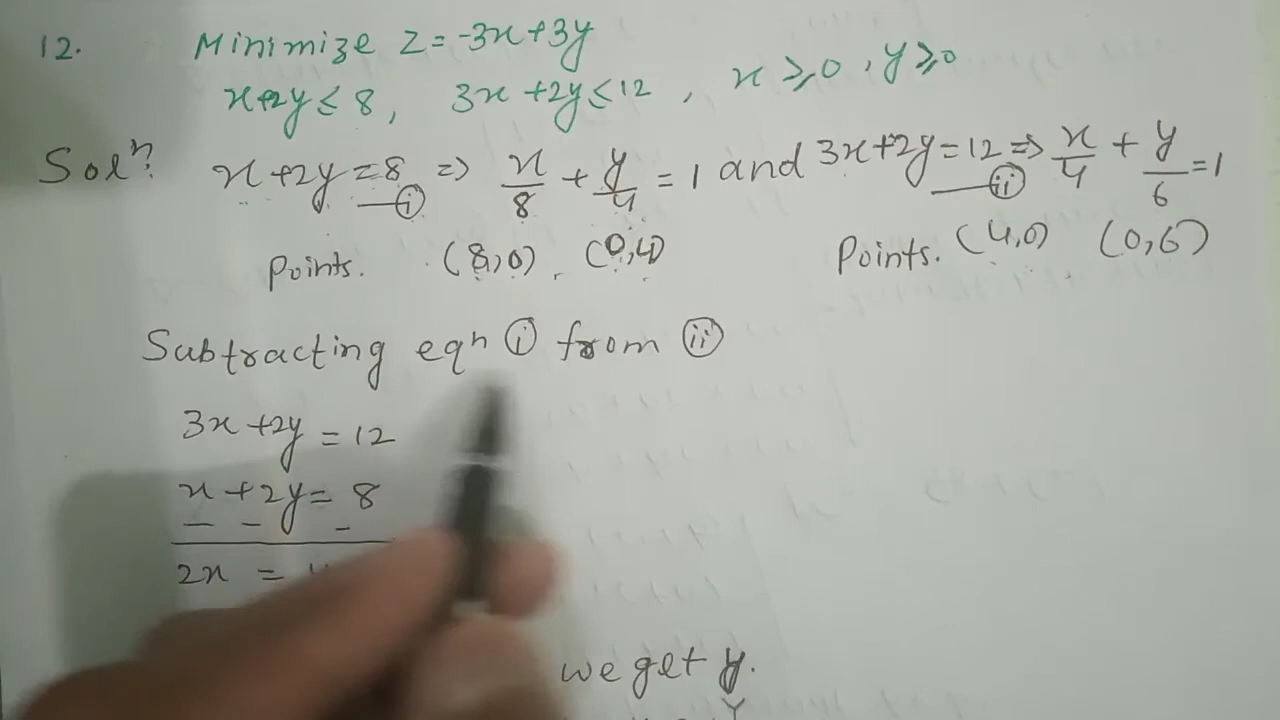 12. Minimize Z = -3x+3y
x+2y ≤ 8, 3x+2y ≤ 12, x ≥ 0, y ≥ 0
Solⁿ: x+2y=8 —(i) => x/8 + y/4 = 1 and 3x+2y=12 —(ii) => x/4 + y/6 = 1
Points. (8,0), (0,4) Points. (4,0) (0,6)
Subtracting eqⁿ (i) from (ii)
3x+2y = 12
x+2y = 8
− − −
2x =
we get y.